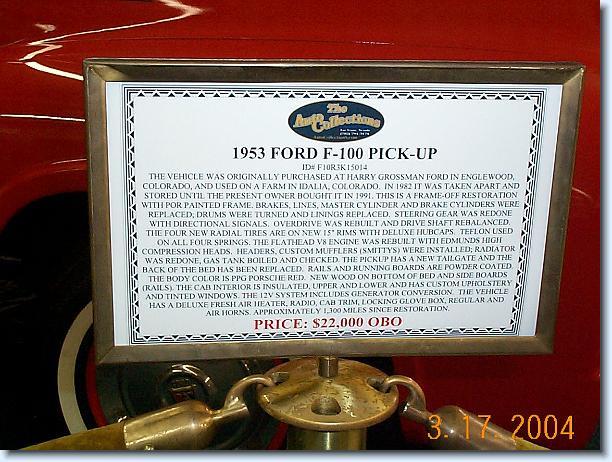 The
Auto Collections
Las Vegas, Nevada
1953 FORD F-100 PICK-UP
ID# F10R3K15014
THE VEHICLE WAS ORIGINALLY PURCHASED AT HARRY GROSSMAN FORD IN ENGLEWOOD,
COLORADO, AND USED ON A FARM IN IDALIA, COLORADO. IN 1982 IT WAS TAKEN APART AND
STORED UNTIL THE PRESENT OWNER BOUGHT IT IN 1991. THIS IS A FRAME-OFF RESTORATION
WITH POR PAINTED FRAME. BRAKES, LINES, MASTER CYLINDER AND BRAKE CYLINDERS WERE
REPLACED; DRUMS WERE TURNED AND LININGS REPLACED. STEERING GEAR WAS REDONE
WITH DIRECTIONAL SIGNALS. OVERDRIVE WAS REBUILT AND DRIVE SHAFT REBALANCED.
THE FOUR NEW RADIAL TIRES ARE ON NEW 15" RIMS WITH DELUXE HUBCAPS. TEFLON USED
ON ALL FOUR SPRINGS. THE FLATHEAD V8 ENGINE WAS REBUILT WITH EDMUNDS HIGH
COMPRESSION HEADS. HEADERS, CUSTOM MUFFLERS (SMITTYS) WERE INSTALLED; RADIATOR
WAS REDONE, GAS TANK BOILED AND CHECKED. THE PICKUP HAS A NEW TAILGATE AND THE
BACK OF THE BED HAS BEEN REPLACED. RAILS AND RUNNING BOARDS ARE POWDER COATED.
THE BODY COLOR IS PPG PORSCHE RED. NEW WOOD ON BOTTOM OF BED AND SIDE BOARDS
(RAILS). THE CAB INTERIOR IS INSULATED, UPPER AND LOWER AND HAS CUSTOM UPHOLSTERY
AND TINTED WINDOWS. THE 12V SYSTEM INCLUDES GENERATOR CONVERSION. THE VEHICLE
HAS A DELUXE FRESH AIR HEATER, RADIO, CAB TRIM, LOCKING GLOVE BOX, REGULAR AND
AIR HORNS. APPROXIMATELY 1,300 MILES SINCE RESTORATION.
PRICE: $22,000 OBO
3.17.2004